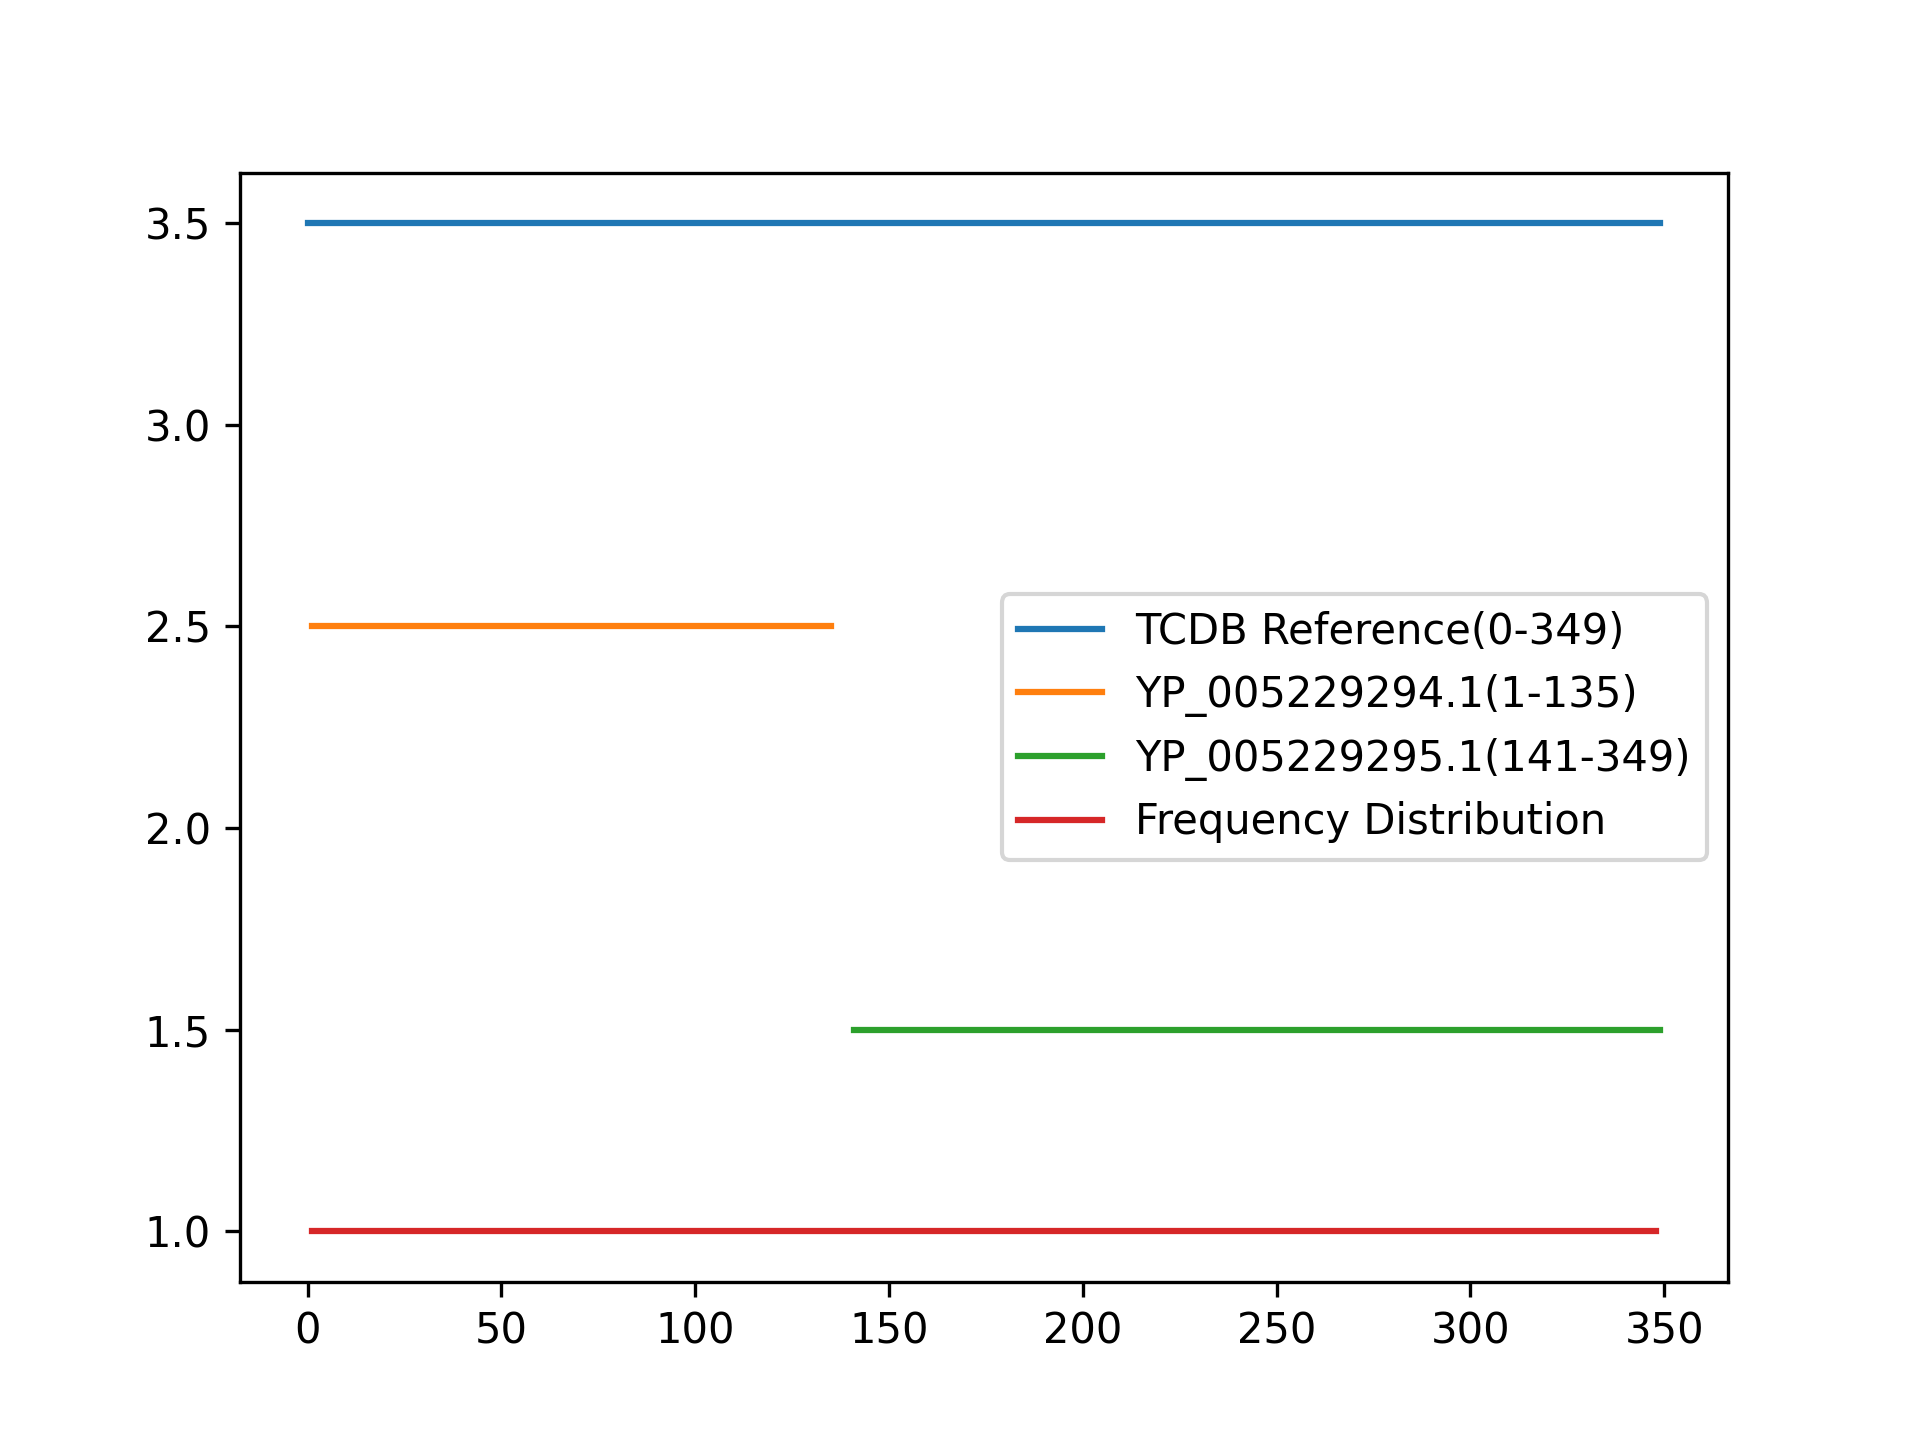 3.5
3.0
2.5
2.0
1.5
1.0
TCDB Reference(0-349)
YP_005229294.1(1-135)
YP_005229295.1(141-349)
Frequency Distribution
0 50 100 150 200 250 300 350